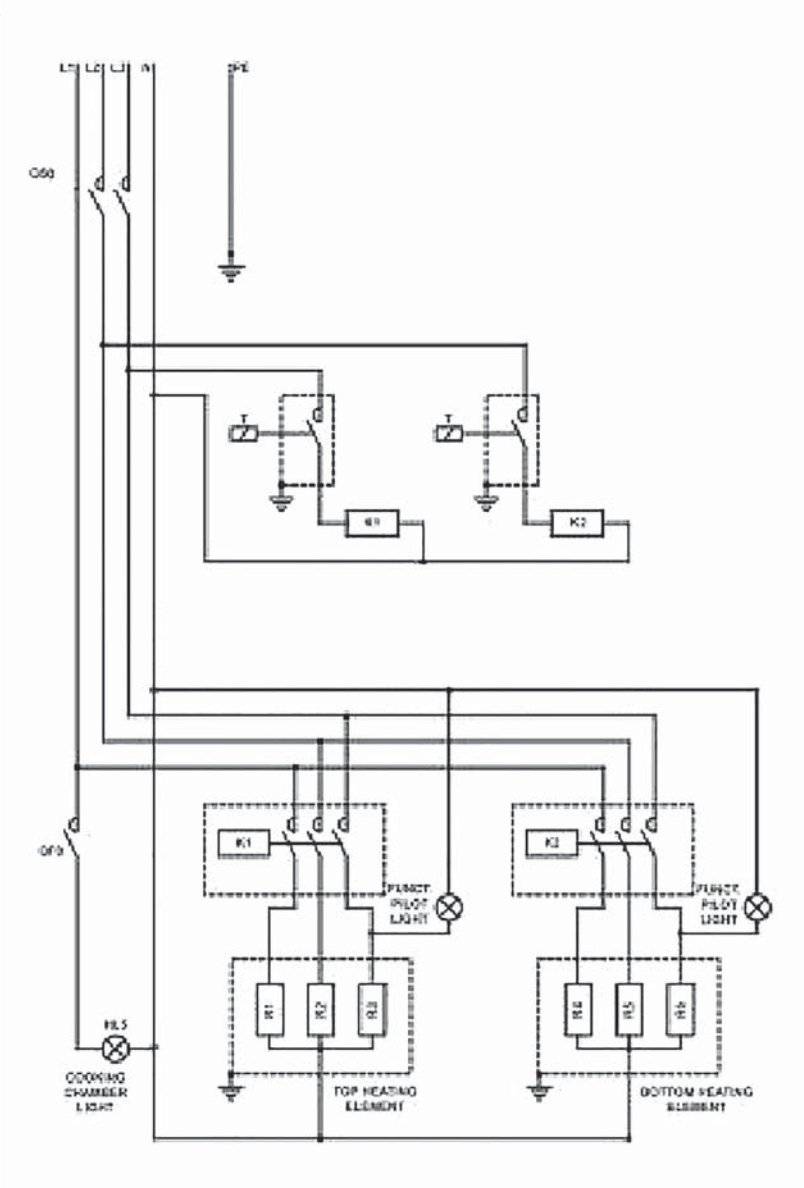 L1 L2 L3 N PE
T T
K1 K2
K1 K2
FUNCT. PILOT LIGHT
FUNCT. PILOT LIGHT
R1 R2 R3 R4 R5 R6
HL5
COOKING CHAMBER LIGHT
TOP HEATING ELEMENT
BOTTOM HEATING ELEMENT